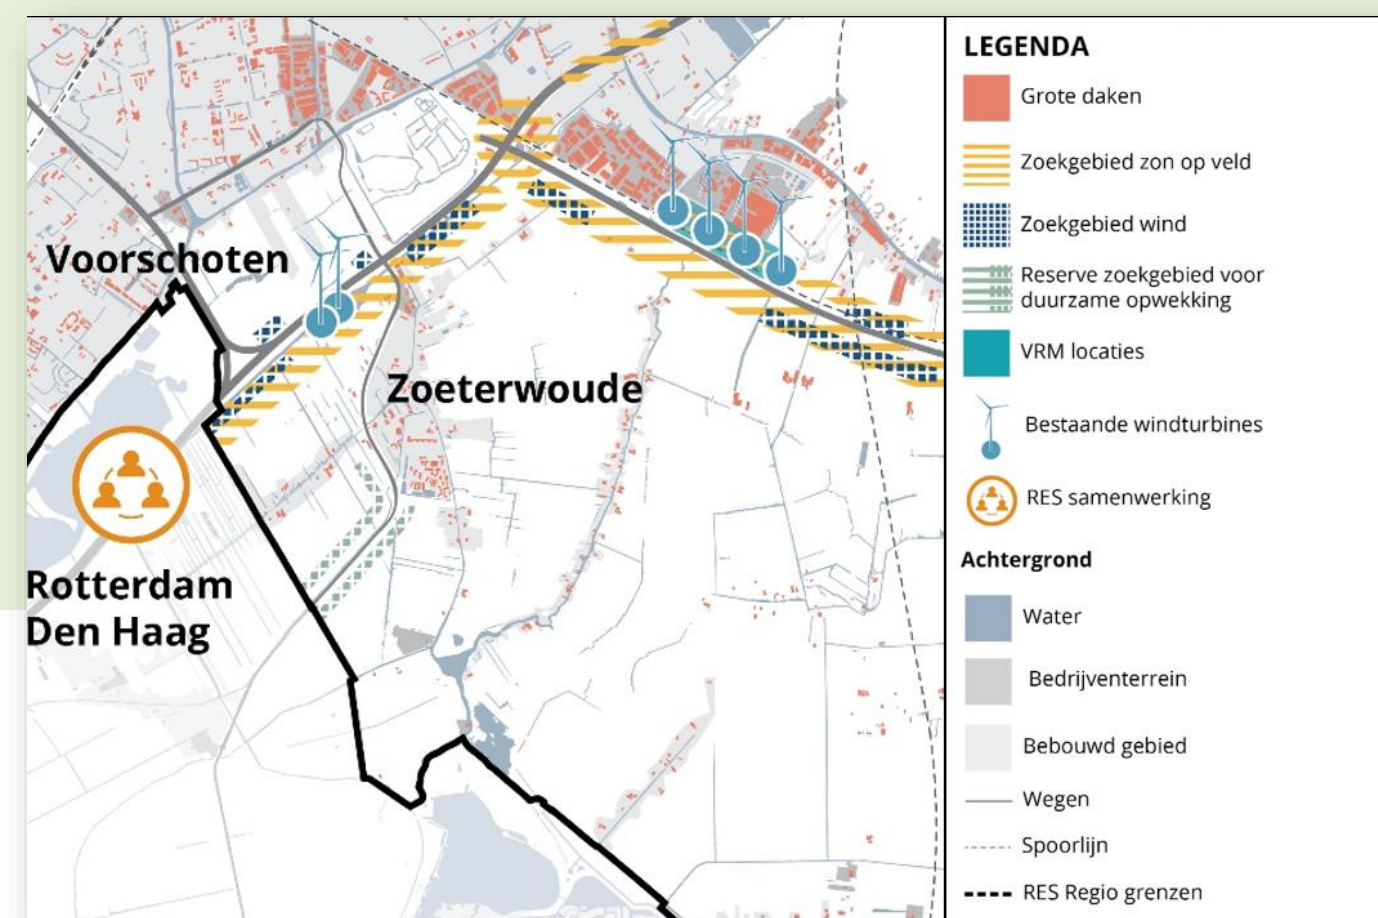 Voorschoten
Zoeterwoude
Rotterdam
Den Haag
LEGENDA
Grote daken
Zoekgebied zon op veld
Zoekgebied wind
Reserve zoekgebied voor
duurzame opwekking
VRM locaties
Bestaande windturbines
RES samenwerking
Achtergrond
Water
Bedrijventerrein
Bebouwd gebied
Wegen
Spoorlijn
RES Regio grenzen